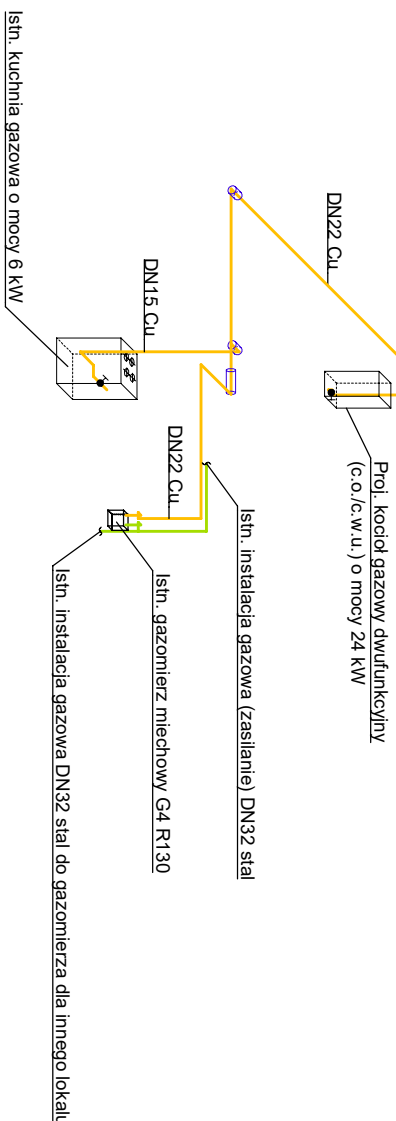 Proj. kocioł gazowy dwufunkcyjny
(c.o./c.w.u.) o mocy 24 kW
DN22 Cu
Istn. instalacja gazowa (zasilanie) DN32 stal
DN15 Cu
DN22 Cu
Istn. gazomierz miechowy G4 R130
Istn. kuchnia gazowa o mocy 6 kW
Istn. instalacja gazowa DN32 stal do gazomierza dla innego lokalu